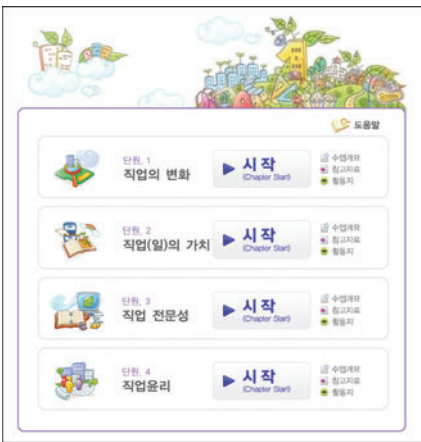 도움말
단원. 1
직업의 변화
시작
(Chapter Start)
수업개요
참고자료
활동지
단원. 2
직업(일)의 가치
시작
(Chapter Start)
수업개요
참고자료
활동지
단원. 3
직업 전문성
시작
(Chapter Start)
수업개요
참고자료
활동지
단원. 4
직업윤리
시작
(Chapter Start)
수업개요
참고자료
활동지